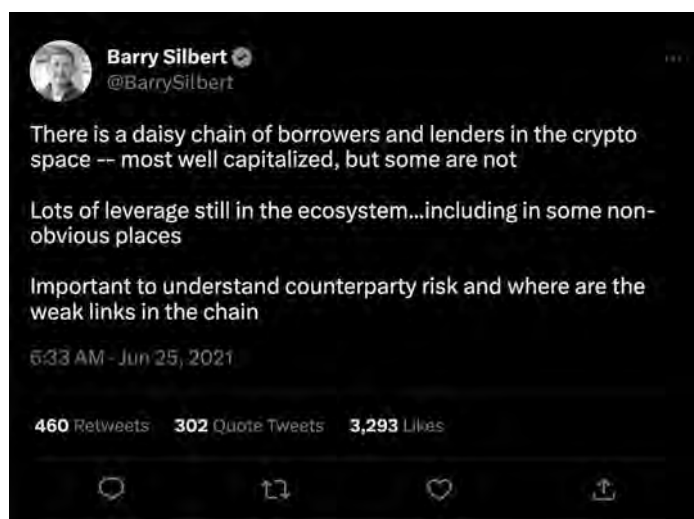 Barry Silbert
@BarrySilbert
There is a daisy chain of borrowers and lenders in the crypto
space -- most well capitalized, but some are not
Lots of leverage still in the ecosystem...including in some non-
obvious places
Important to understand counterparty risk and where are the
weak links in the chain
6:33 AM · Jun 25, 2021
460 Retweets 302 Quote Tweets 3,293 Likes